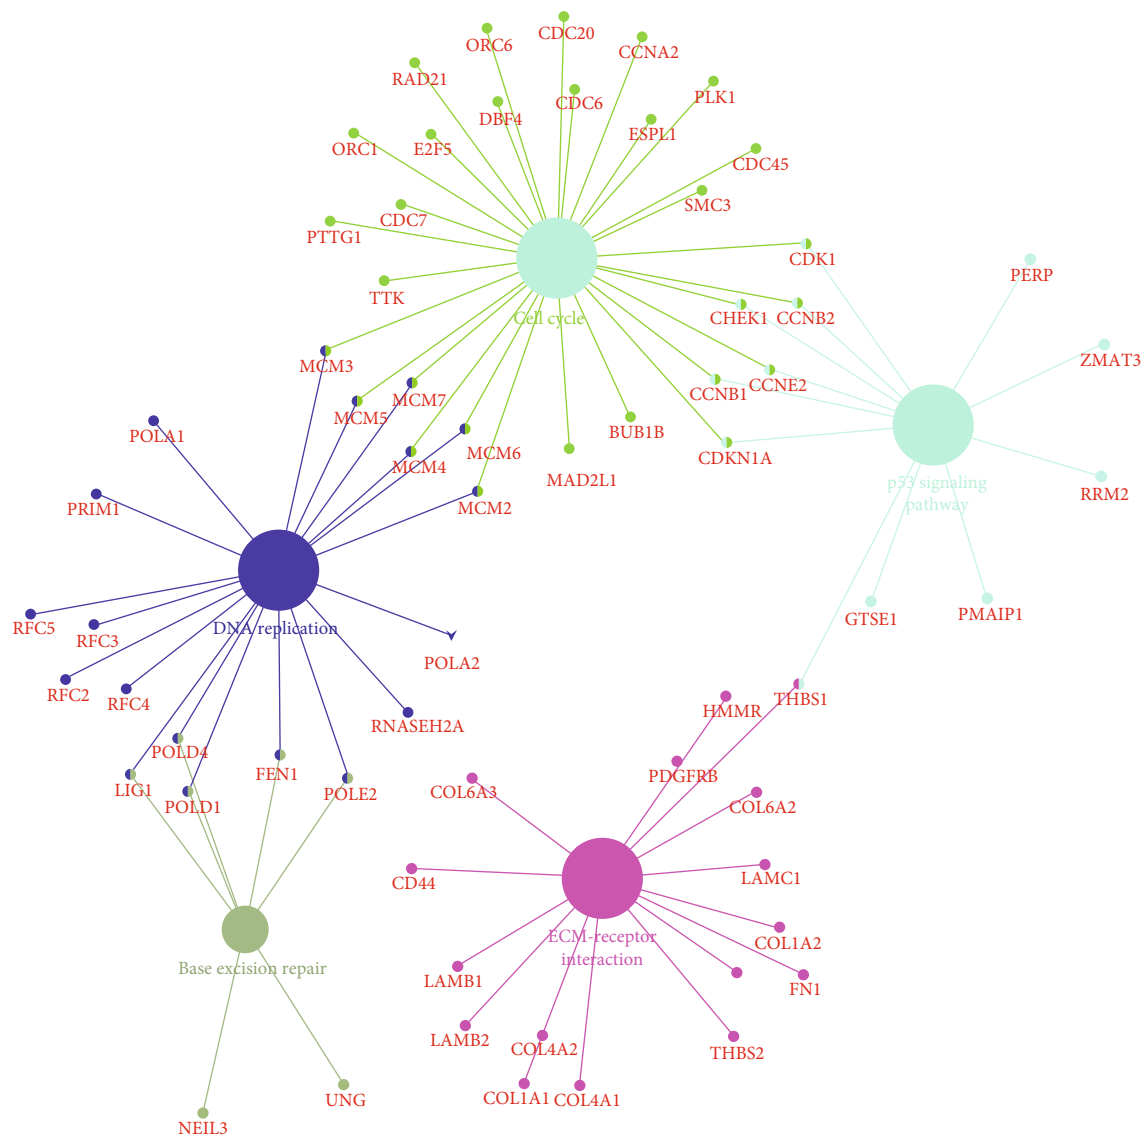 CDC20
ORC6
CCNA2
RAD21
PLK1
CDC6
DBF4
ESPL1
ORC1
E2F5
CDC45
SMC3
CDC7
PTTG1
CDK1
PERP
TTK
CHEK1
CCNB2
Cell cycle
MCM3
ZMAT3
CCNE2
CCNB1
MCM7
MCM5
BUB1B
POLA1
MCM6
CDKN1A
MCM4
MAD2L1
p53 signaling
pathway
RRM2
PRIM1
MCM2
GTSE1
PMAIP1
RFC5
DNA replication
RFC3
POLA2
RFC2
RFC4
THBS1
HMMR
RNASEH2A
POLD4
FEN1
PDGFRB
LIG1
POLD1
POLE2
COL6A3
COL6A2
CD44
LAMC1
ECM-receptor
interaction
COL1A2
Base excision repair
LAMB1
FN1
LAMB2
COL4A2
THBS2
UNG
COL1A1
COL4A1
NEIL3